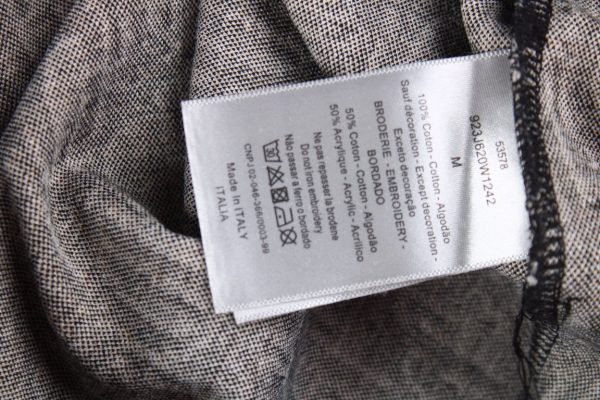 53578
923J620W1242
M
100% Coton - Cotton - Algodão
Sauf décoration - Except decoration -
Exceto decoração
BRODERIE - EMBROIDERY -
BORDADO
50% Coton - Cotton - Algodão
50% Acrylique - Acrylic - Acrílico
Ne pas repasser la broderie
Do not iron embroidery
Não passar a ferro o bordado
CNPJ 02-046-266/0003-99
Made in ITALY
ITALIA